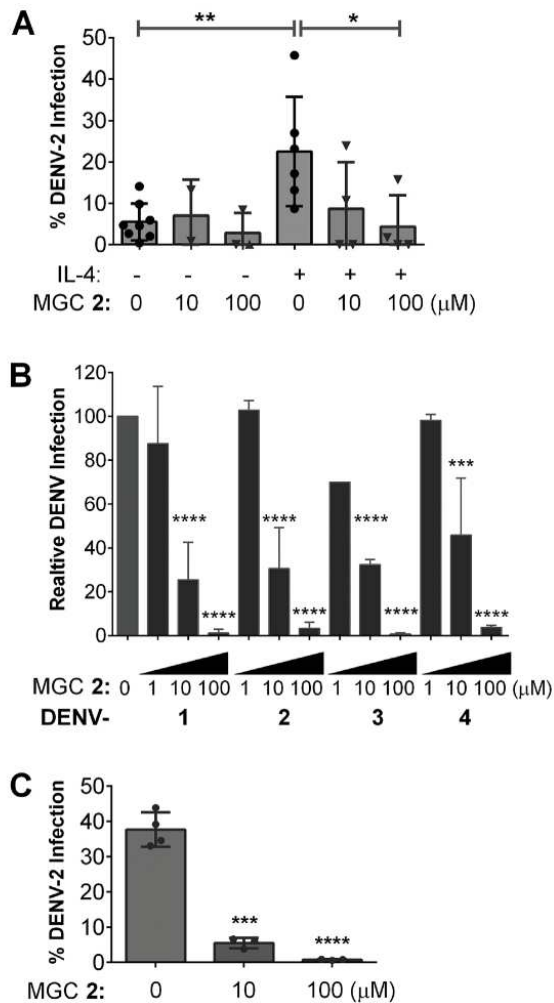 A
% DENV-2 Infection
50
40
30
20
10
0
** *
IL-4: - - - + + +
MGC 2: 0 10 100 0 10 100 (μM)
B
Realtive DENV Infection
120
100
80
60
40
20
0
**** **** **** ***
**** **** **** ****
MGC 2: 0 1 10 100 1 10 100 1 10 100 1 10 100 (μM)
DENV- 1 2 3 4
C
% DENV-2 Infection
50
40
30
20
10
0
*** ****
MGC 2: 0 10 100 (μM)